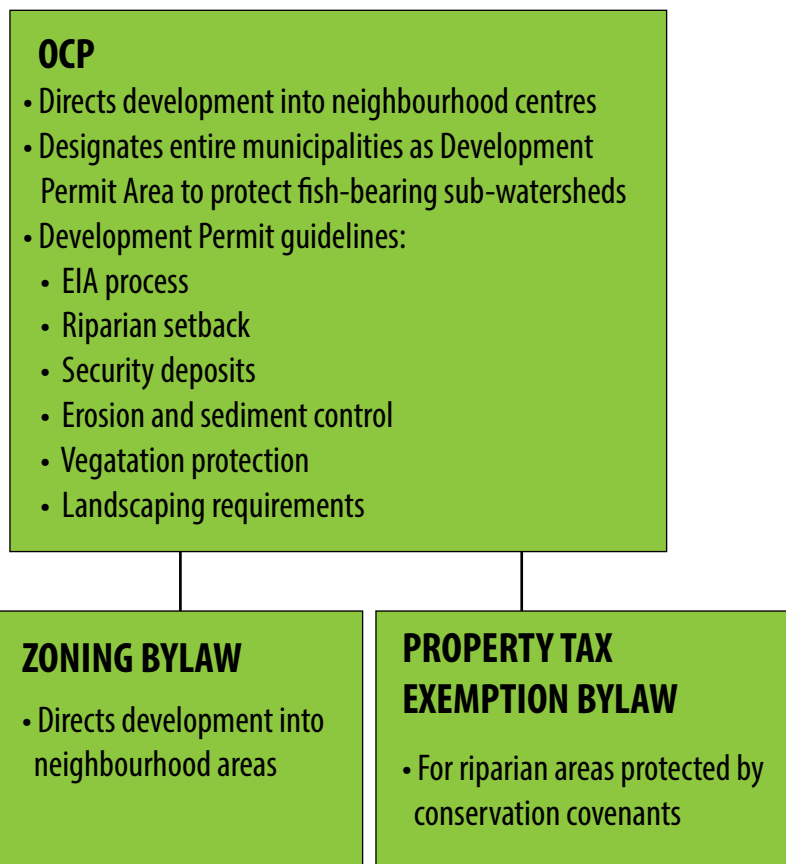 OCP
• Directs development into neighbourhood centres
• Designates entire municipalities as Development
Permit Area to protect fish-bearing sub-watersheds
• Development Permit guidelines:
• EIA process
• Riparian setback
• Security deposits
• Erosion and sediment control
• Vegatation protection
• Landscaping requirements
ZONING BYLAW
• Directs development into
neighbourhood areas
PROPERTY TAX
EXEMPTION BYLAW
• For riparian areas protected by
conservation covenants